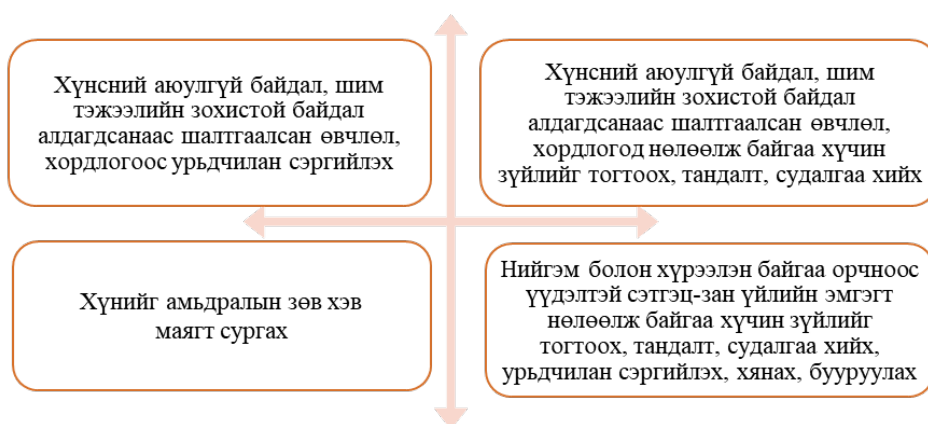 Хүнсний аюулгүй байдал, шим
тэжээлийн зохистой байдал
алдагдсанаас шалтгаалсан өвчлөл,
хордлогоос урьдчилан сэргийлэх
Хүнсний аюулгүй байдал, шим
тэжээлийн зохистой байдал
алдагдсанаас шалтгаалсан өвчлөл,
хордлогод нөлөөлж байгаа хүчин
зүйлийг тогтоох, тандалт, судалгаа хийх
Хүнийг амьдралын зөв хэв
маягт сургах
Нийгэм болон хүрээлэн байгаа орчноос
үүдэлтэй сэтгэц-зан үйлийн эмгэгт
нөлөөлж байгаа хүчин зүйлийг
тогтоох, тандалт, судалгаа хийх,
урьдчилан сэргийлэх, хянах, бууруулах